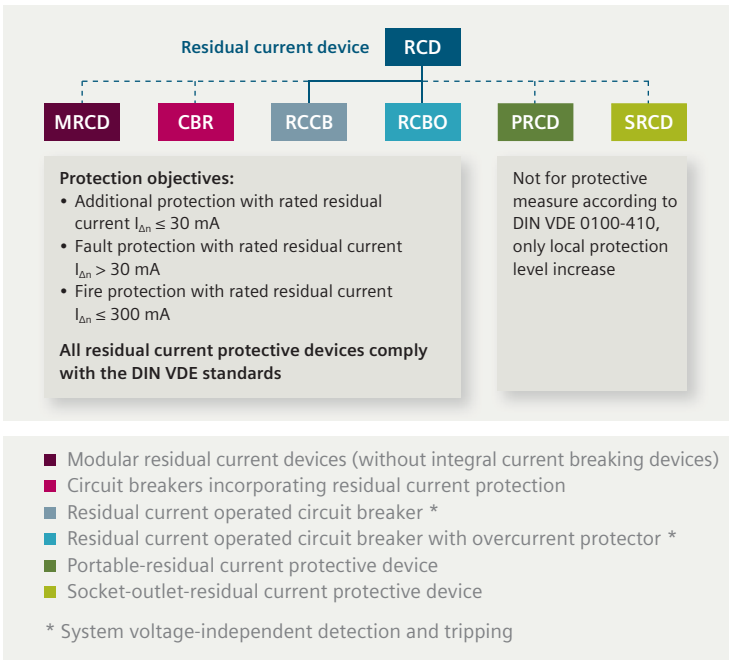 Residual current device RCD
MRCD CBR RCCB RCBO PRCD SRCD
Protection objectives:
• Additional protection with rated residual
current IΔn ≤ 30 mA
• Fault protection with rated residual current
IΔn > 30 mA
• Fire protection with rated residual current
IΔn ≤ 300 mA
All residual current protective devices comply
with the DIN VDE standards
Not for protective
measure according to
DIN VDE 0100-410,
only local protection
level increase
Modular residual current devices (without integral current breaking devices)
Circuit breakers incorporating residual current protection
Residual current operated circuit breaker *
Residual current operated circuit breaker with overcurrent protector *
Portable-residual current protective device
Socket-outlet-residual current protective device
* System voltage-independent detection and tripping